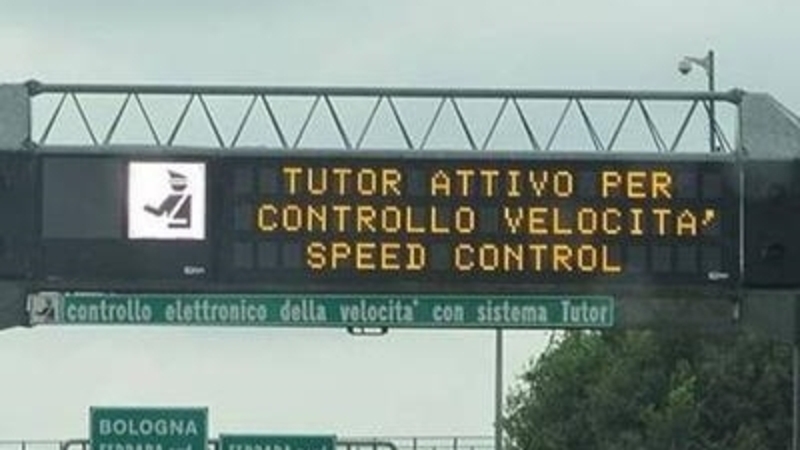 TUTOR ATTIVO PER
CONTROLLO VELOCITA'
SPEED CONTROL
controllo elettronico della velocita' con sistema Tutor
BOLOGNA